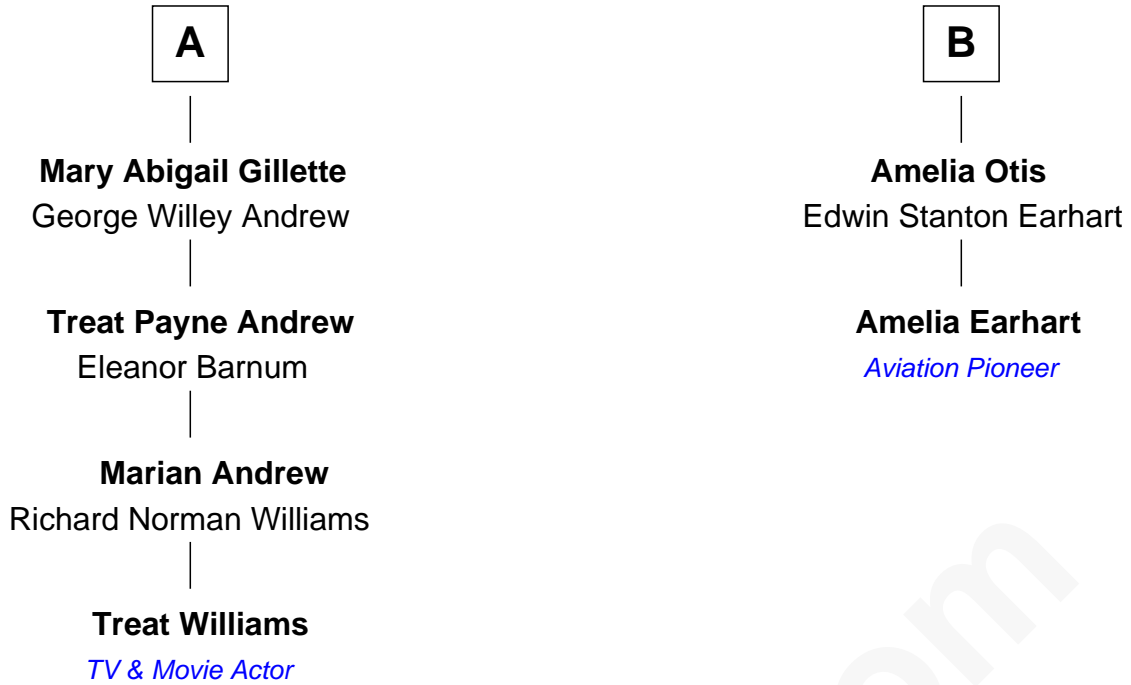 A
Mary Abigail Gillette
George Willey Andrew
Treat Payne Andrew
Eleanor Barnum
Marian Andrew
Richard Norman Williams
Treat Williams
TV & Movie Actor
B
Amelia Otis
Edwin Stanton Earhart
Amelia Earhart
Aviation Pioneer
om